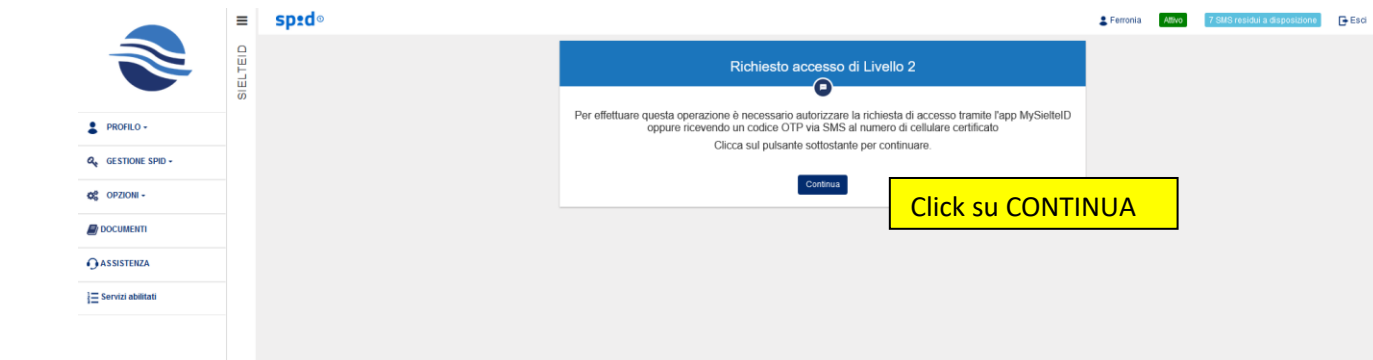 spid
Ferronia
Attivo
7 SMS residui a disposizione
Esci
SIELTEID
PROFILO
GESTIONE SPID
OPZIONI
DOCUMENTI
ASSISTENZA
Servizi abilitati
Richiesto accesso di Livello 2
Per effettuare questa operazione è necessario autorizzare la richiesta di accesso tramite l'app MySielteID
oppure ricevendo un codice OTP via SMS al numero di cellulare certificato
Clicca sul pulsante sottostante per continuare.
Continua
Click su CONTINUA